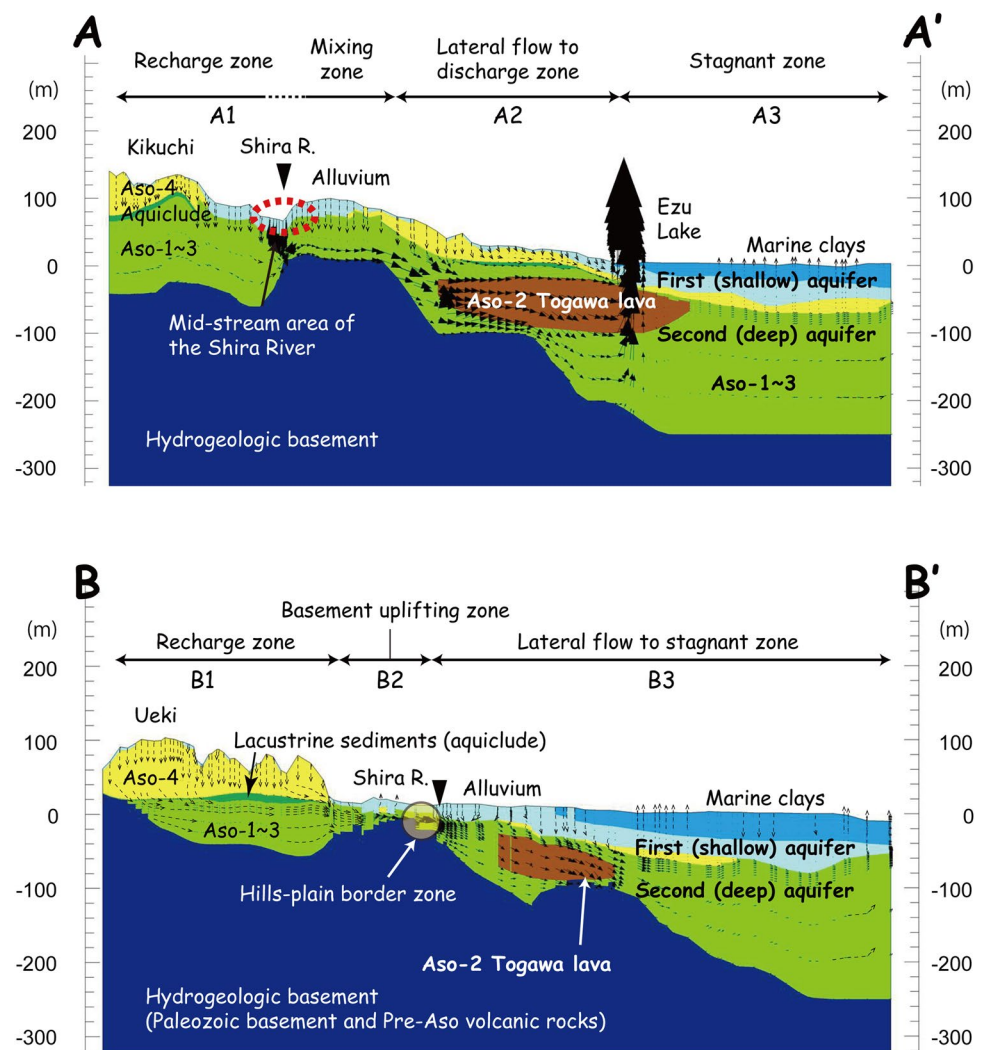 A
A'
Recharge zone
Mixing
zone
Lateral flow to
discharge zone
Stagnant zone
(m)
(m)
A1
A2
A3
200
200
Kikuchi
Shira R.
Alluvium
Aso-4
100
100
Aquiclude
Ezu
Lake
Aso-1~3
Marine clays
0
0
First (shallow) aquifer
Aso-2 Togawa lava
Mid-stream area of
the Shira River
Second (deep) aquifer
-100
-100
Aso-1~3
-200
-200
Hydrogeologic basement
-300
-300
B
B'
Basement uplifting zone
(m)
(m)
Recharge zone
Lateral flow to stagnant zone
200
200
B1
B2
B3
Ueki
100
100
Lacustrine sediments (aquiclude)
Aso-4
Shira R.
Alluvium
Marine clays
0
0
Aso-1~3
First (shallow) aquifer
Hills-plain border zone
Second (deep) aquifer
-100
-100
Aso-2 Togawa lava
-200
-200
Hydrogeologic basement
(Paleozoic basement and Pre-Aso volcanic rocks)
-300
-300